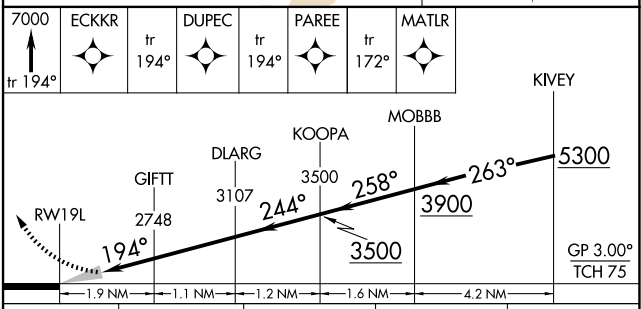 7000
tr 194°
ECKKR
tr
194°
DUPEC
tr
194°
PAREE
tr
172°
MATLR
KIVEY
MOBBB
KOOPA
DLARG
GIFTT
RW19L
5300
263°
3900
258°
3500
3500
244°
3107
2748
194°
GP 3.00°
TCH 75
1.9 NM
1.1 NM
1.2 NM
1.6 NM
4.2 NM